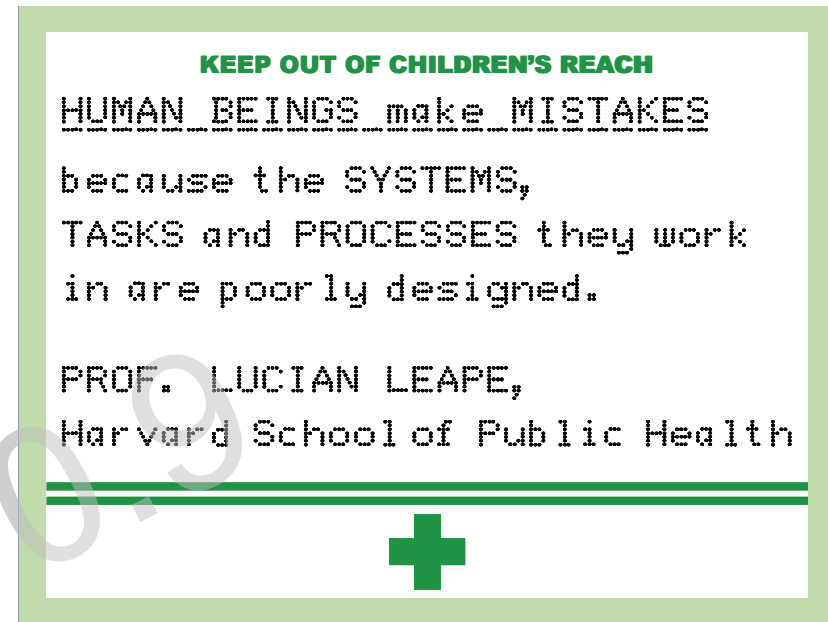 KEEP OUT OF CHILDREN'S REACH
HUMAN BEINGS make MISTAKES
because the SYSTEMS,
TASKS and PROCESSES they work
in are poorly designed.
PROF. LUCIAN LEAPE,
Harvard School of Public Health
0.9